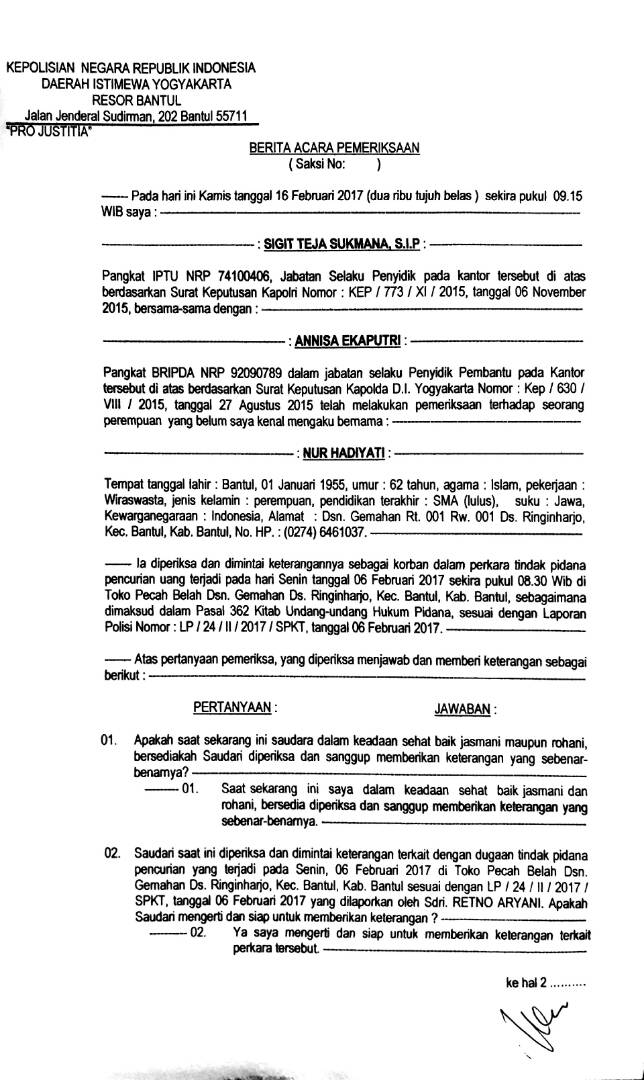 KEPOLISIAN NEGARA REPUBLIK INDONESIA
DAERAH ISTIMEWA YOGYAKARTA
RESOR BANTUL
Jalan Jenderal Sudirman, 202 Bantul 55711
"PRO JUSTITIA"
BERITA ACARA PEMERIKSAAN
( Saksi No: )
------ Pada hari ini Kamis tanggal 16 Februari 2017 (dua ribu tujuh belas ) sekira pukul 09.15
WIB saya : ------
------ : SIGIT TEJA SUKMANA, S.I.P : ------
Pangkat IPTU NRP 74100406, Jabatan Selaku Penyidik pada kantor tersebut di atas
berdasarkan Surat Keputusan Kapolri Nomor : KEP / 773 / XI / 2015, tanggal 06 November
2015, bersama-sama dengan : ------
------ : ANNISA EKAPUTRI : ------
Pangkat BRIPDA NRP 92090789 dalam jabatan selaku Penyidik Pembantu pada Kantor
tersebut di atas berdasarkan Surat Keputusan Kapolda D.I. Yogyakarta Nomor : Kep / 630 /
VIII / 2015, tanggal 27 Agustus 2015 telah melakukan pemeriksaan terhadap seorang
perempuan yang belum saya kenal mengaku bernama : ------
------ : NUR HADIYATI : ------
Tempat tanggal lahir : Bantul, 01 Januari 1955, umur : 62 tahun, agama : Islam, pekerjaan :
Wiraswasta, jenis kelamin : perempuan, pendidikan terakhir : SMA (lulus), suku : Jawa,
Kewarganegaraan : Indonesia, Alamat : Dsn. Gemahan Rt. 001 Rw. 001 Ds. Ringinharjo,
Kec. Bantul, Kab. Bantul, No. HP. : (0274) 6461037. ------
------ Ia diperiksa dan dimintai keterangannya sebagai korban dalam perkara tindak pidana
pencurian uang terjadi pada hari Senin tanggal 06 Februari 2017 sekira pukul 08.30 Wib di
Toko Pecah Belah Dsn. Gemahan Ds. Ringinharjo, Kec. Bantul, Kab. Bantul, sebagaimana
dimaksud dalam Pasal 362 Kitab Undang-undang Hukum Pidana, sesuai dengan Laporan
Polisi Nomor : LP / 24 / II / 2017 / SPKT, tanggal 06 Februari 2017. ------
------ Atas pertanyaan pemeriksa, yang diperiksa menjawab dan memberi keterangan sebagai
berikut : ------
PERTANYAAN : JAWABAN :
01. Apakah saat sekarang ini saudara dalam keadaan sehat baik jasmani maupun rohani,
bersediakah Saudari diperiksa dan sanggup memberikan keterangan yang sebenar-
benarnya? ------
------ 01. Saat sekarang ini saya dalam keadaan sehat baik jasmani dan
rohani, bersedia diperiksa dan sanggup memberikan keterangan yang
sebenar-benarnya. ------
02. Saudari saat ini diperiksa dan dimintai keterangan terkait dengan dugaan tindak pidana
pencurian yang terjadi pada Senin, 06 Februari 2017 di Toko Pecah Belah Dsn.
Gemahan Ds. Ringinharjo, Kec. Bantul, Kab. Bantul sesuai dengan LP / 24 / II / 2017 /
SPKT, tanggal 06 Februari 2017 yang dilaporkan oleh Sdri. RETNO ARYANI. Apakah
Saudari mengerti dan siap untuk memberikan keterangan ? ------
------ 02. Ya saya mengerti dan siap untuk memberikan keterangan terkait
perkara tersebut. ------
ke hal 2 ..........